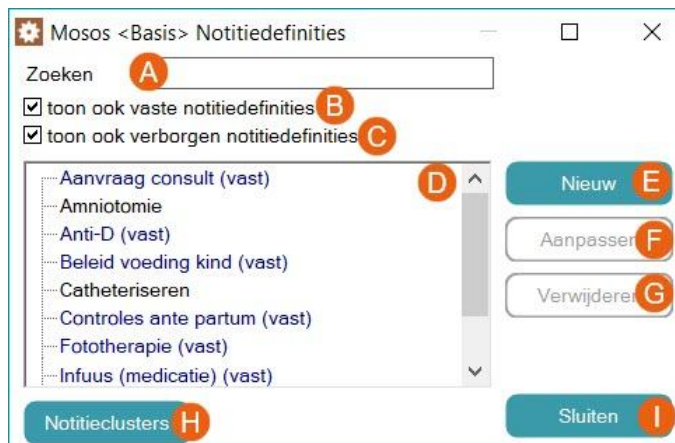 Mosos <Basis> Notitiedefinities
Zoeken A
toon ook vaste notitiedefinities B
toon ook verborgen notitiedefinities C
D
Aanvraag consult (vast)
Amniotomie
Anti-D (vast)
Beleid voeding kind (vast)
Catheteriseren
Controles ante partum (vast)
Fototherapie (vast)
Infuus (medicatie) (vast)
Nieuw E
Aanpassen F
Verwijderen G
Notitieclusters H
Sluiten I